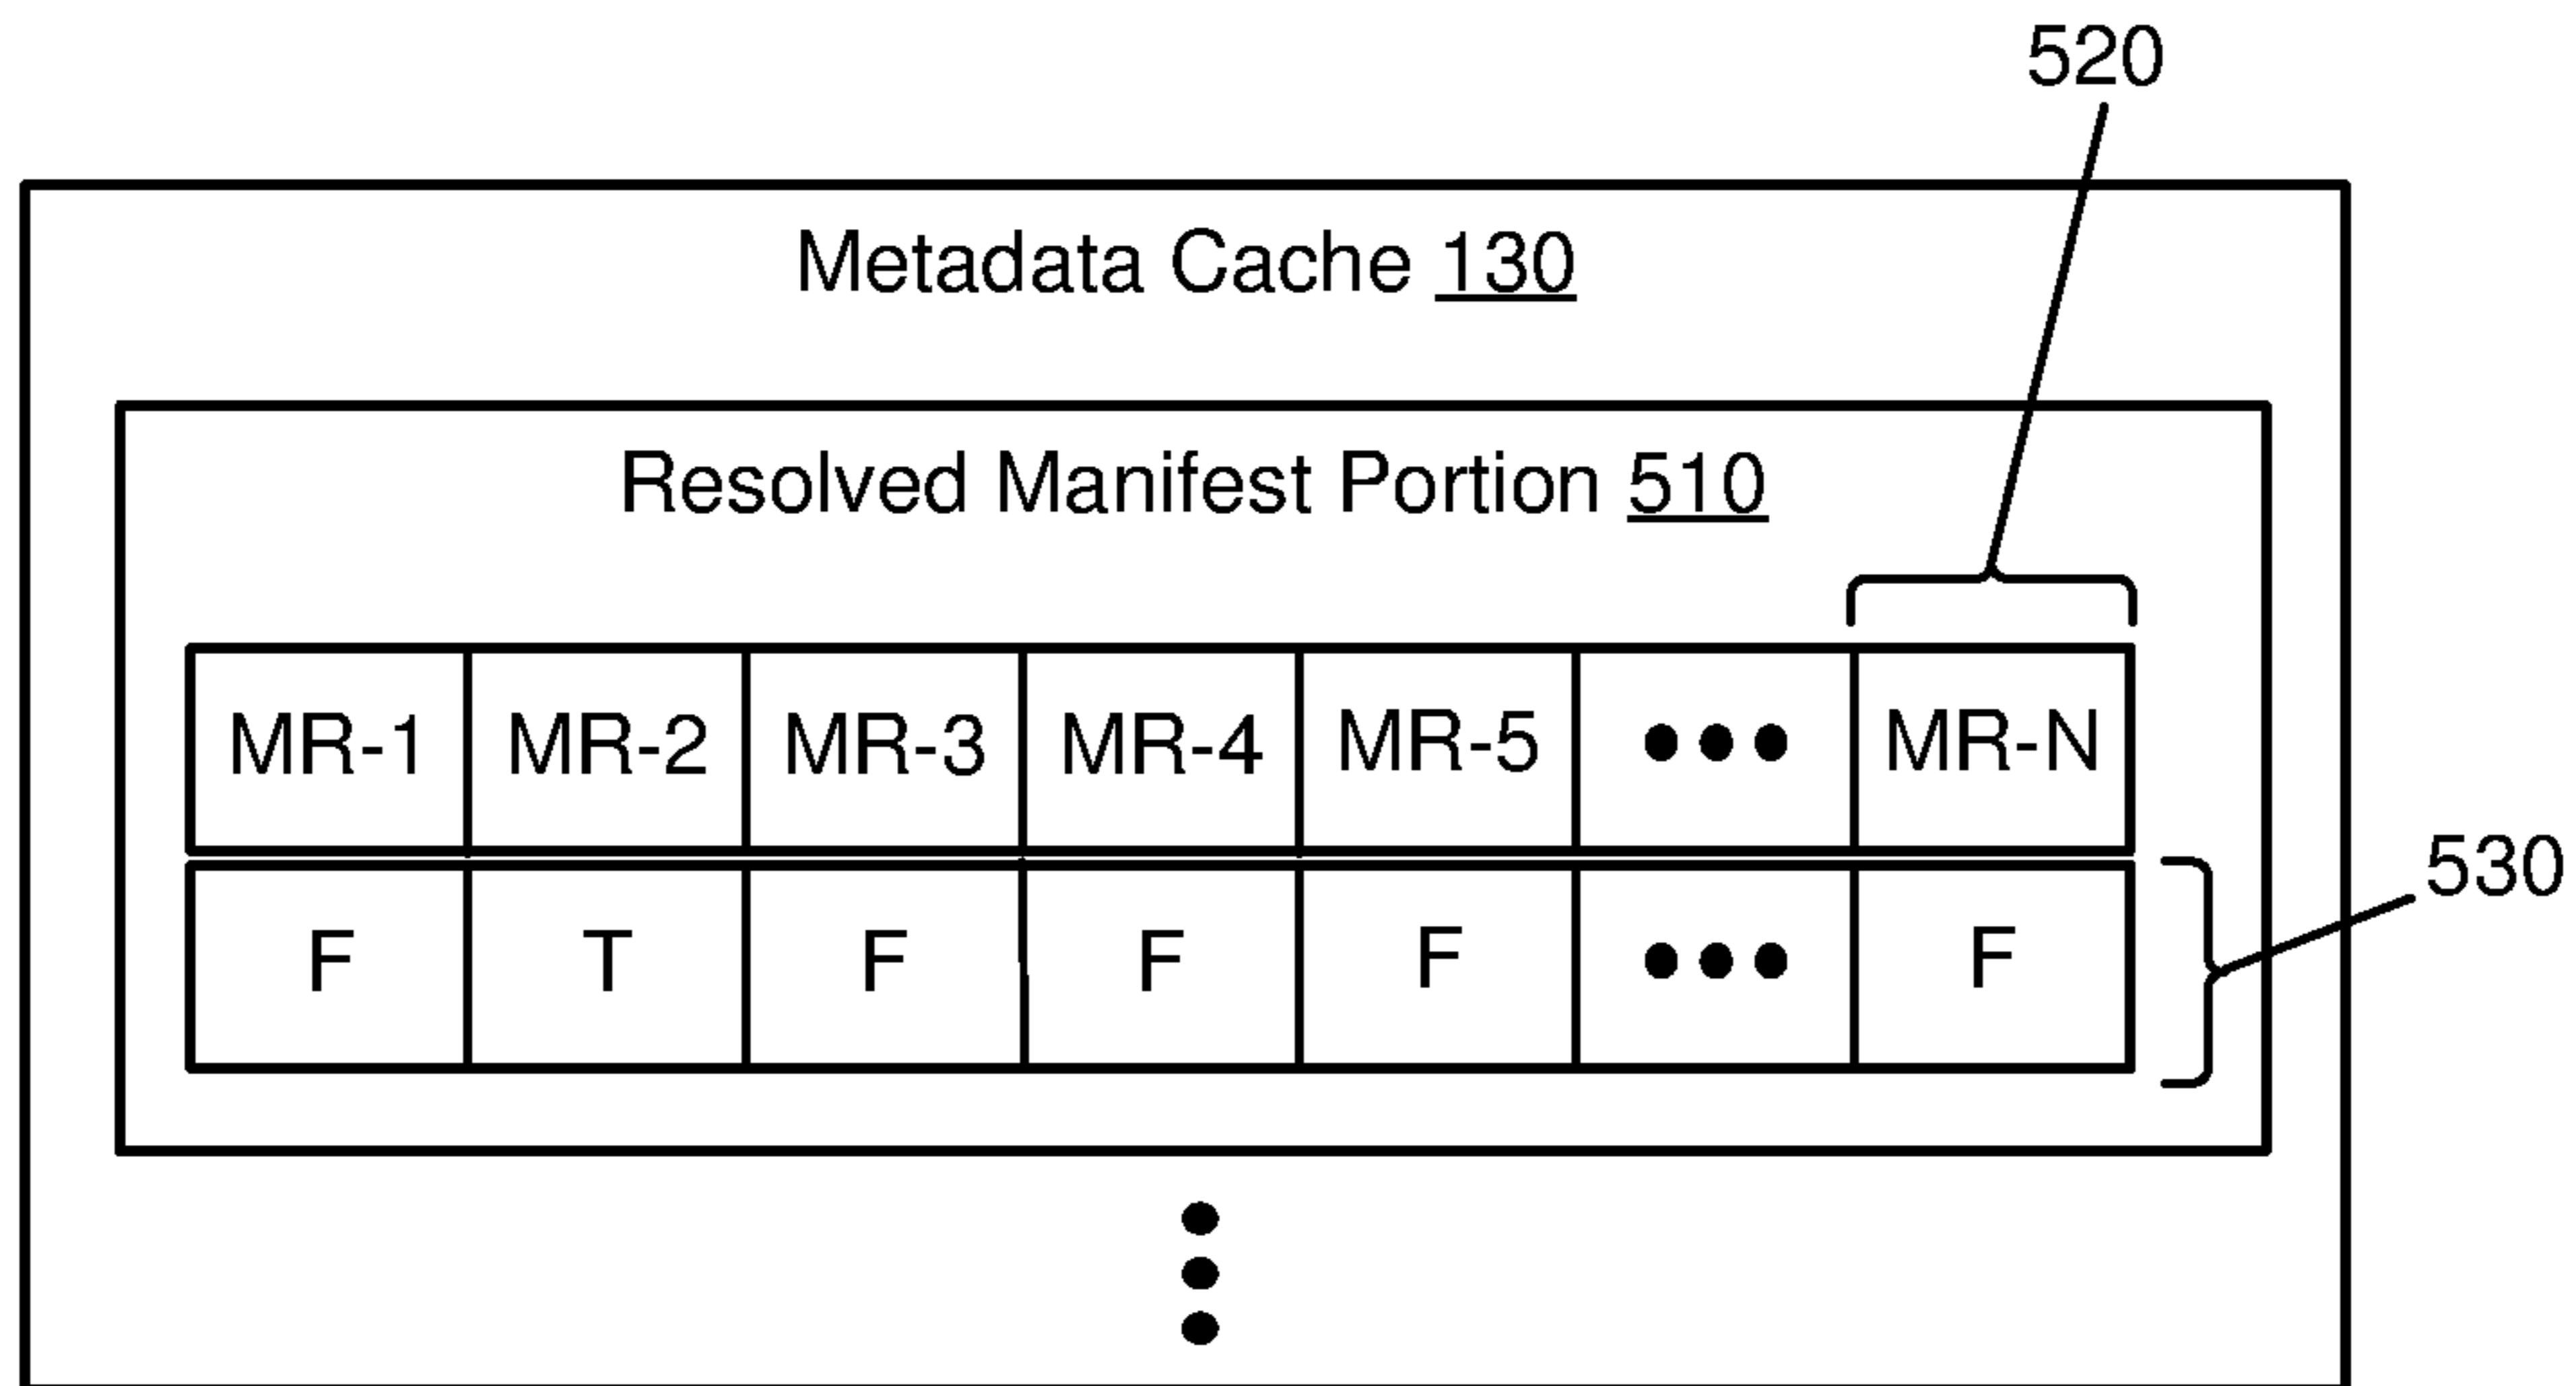 520
Metadata Cache 130
Resolved Manifest Portion 510
MR-1 MR-2 MR-3 MR-4 MR-5 ●●● MR-N
530
F T F F F ●●● F